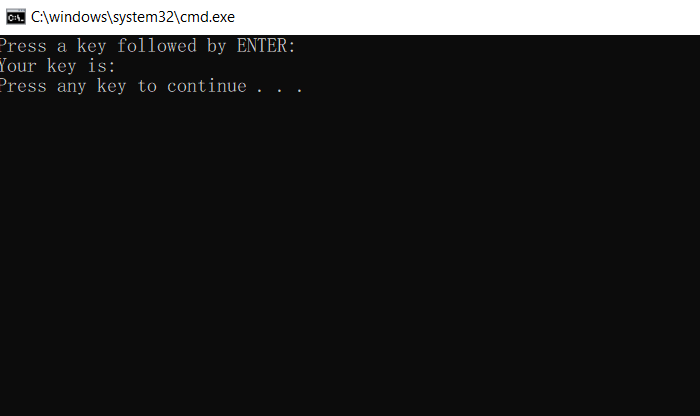 C:\windows\system32\cmd.exe
Press a key followed by ENTER:
Your key is:
Press any key to continue . . .